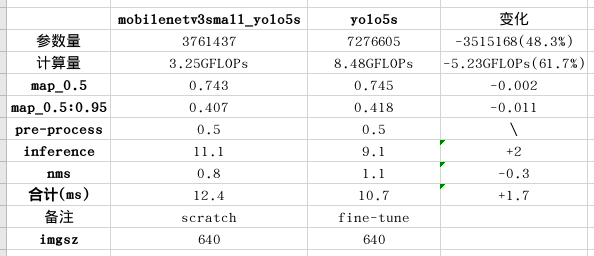 mobilenetv3small_yolo5s yolo5s 变化
参数量 3761437 7276605 -3515168(48.3%)
计算量 3.25GFLOPs 8.48GFLOPs -5.23GFLOPs(61.7%)
map_0.5 0.743 0.745 -0.002
map_0.5:0.95 0.407 0.418 -0.011
pre-process 0.5 0.5 \
inference 11.1 9.1 +2
nms 0.8 1.1 -0.3
合计(ms) 12.4 10.7 +1.7
备注 scratch fine-tune
imgsz 640 640